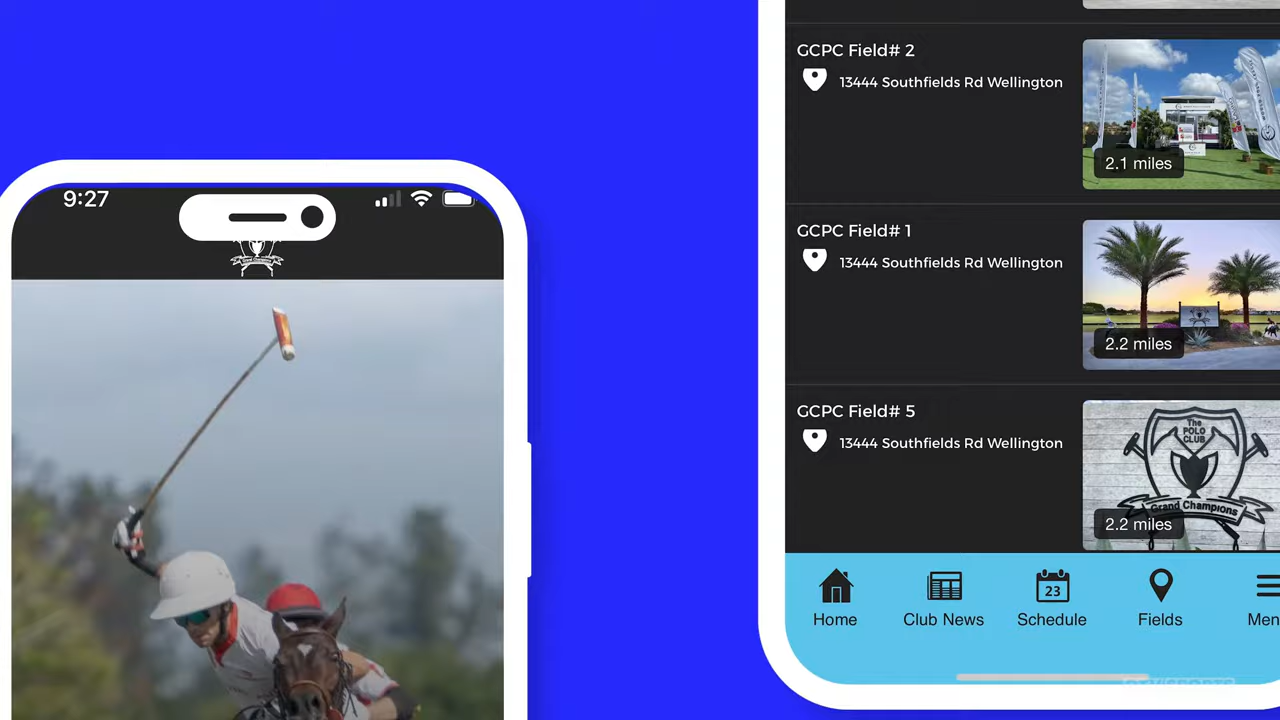 9:27
GCPC Field# 2
13444 Southfields Rd Wellington
2.1 miles
GCPC Field# 1
13444 Southfields Rd Wellington
2.2 miles
GCPC Field# 5
13444 Southfields Rd Wellington
The
POLO
CLUB
Grand Champions
2.2 miles
23
Home
Club News
Schedule
Fields
Men